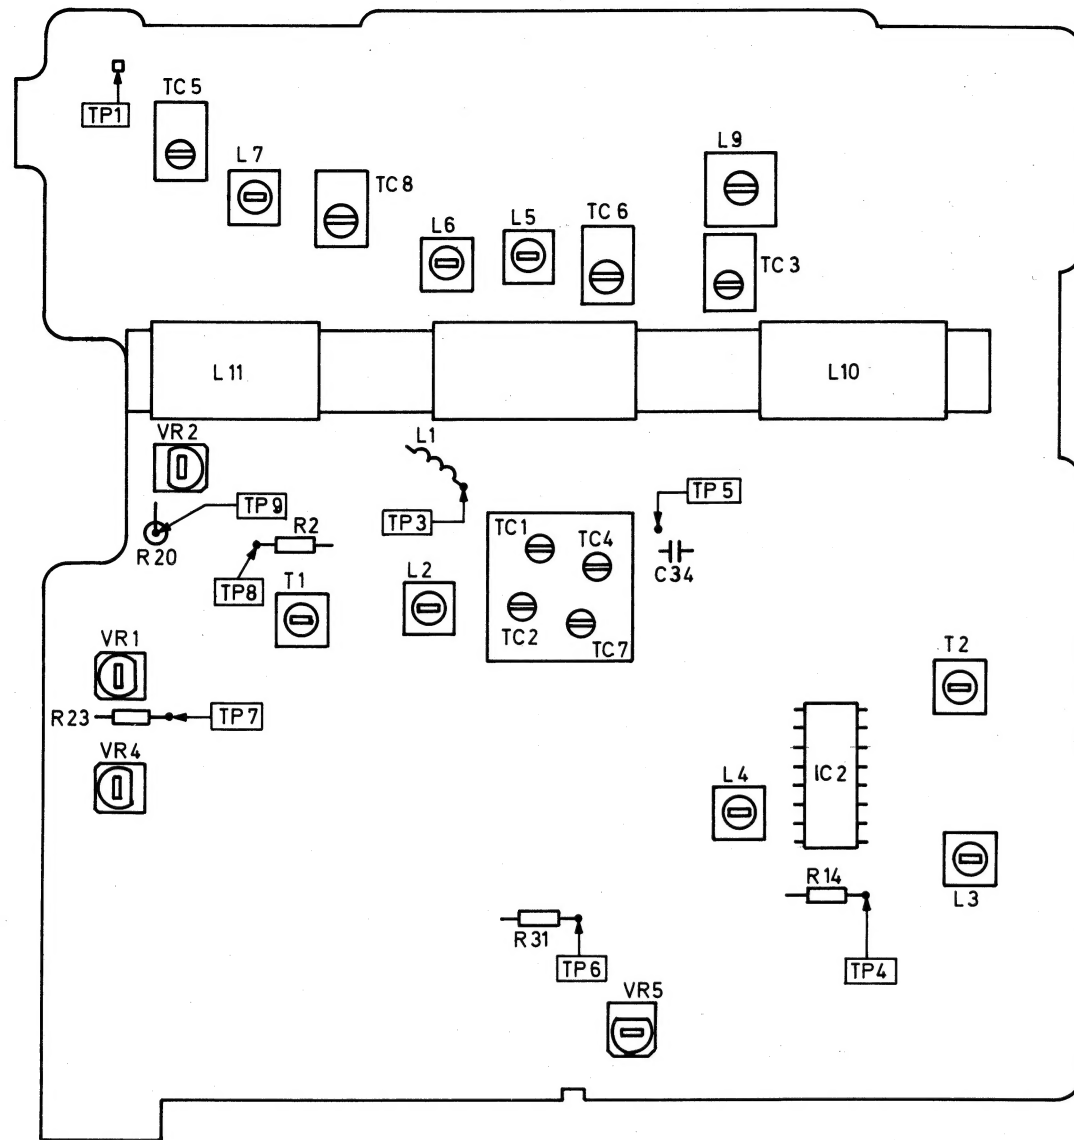 TP1
TC5
L7
TC8
L6
L5
TC6
L9
TC3
L11
L10
VR2
L1
TP9
TP3
TP5
R20
R2
TC1
TC4
C34
TP8
T1
L2
TC2
TC7
VR1
T2
R23
TP7
VR4
L4
IC2
R14
L3
R31
TP6
TP4
VR5